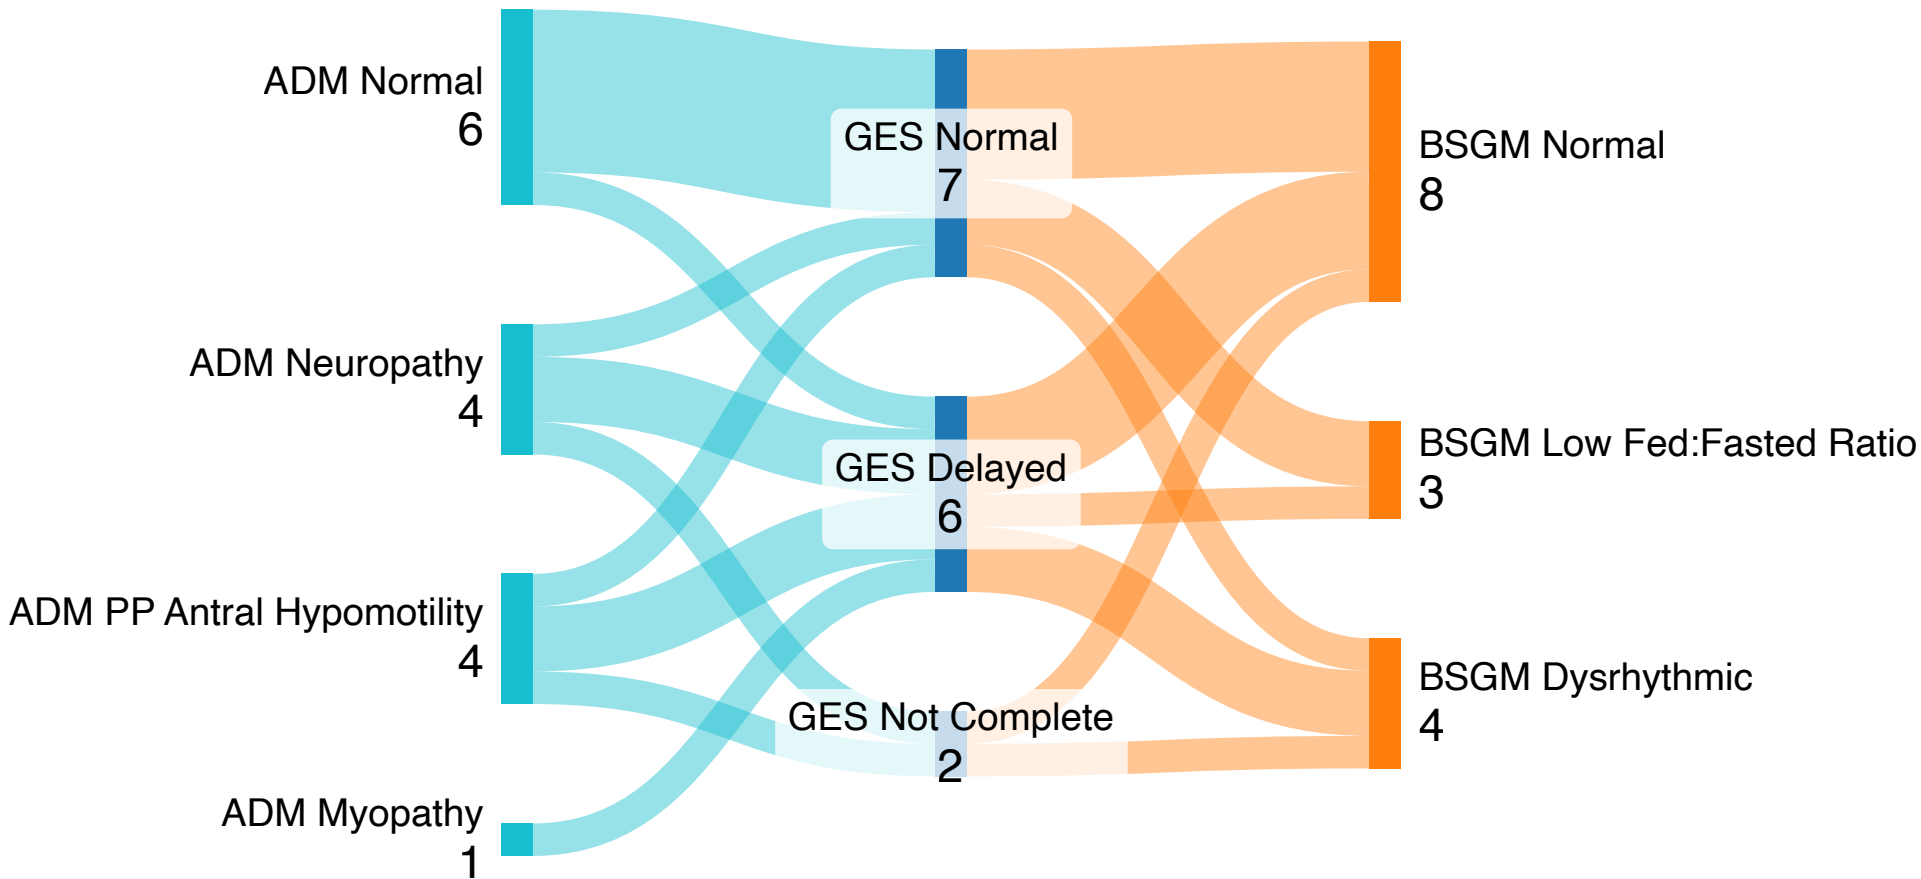 ADM Normal
6
ADM Neuropathy
4
ADM PP Antral Hypomotility
4
ADM Myopathy
1
GES Normal
7
GES Delayed
6
GES Not Complete
2
BSGM Normal
8
BSGM Low Fed:Fasted Ratio
3
BSGM Dysrhythmic
4